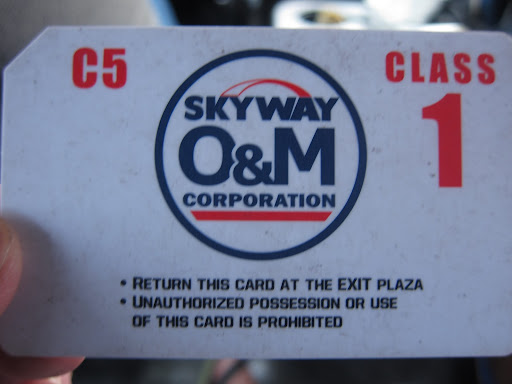 C5
CLASS
1
SKYWAY
O&M
CORPORATION
• RETURN THIS CARD AT THE EXIT PLAZA
• UNAUTHORIZED POSSESSION OR USE
OF THIS CARD IS PROHIBITED